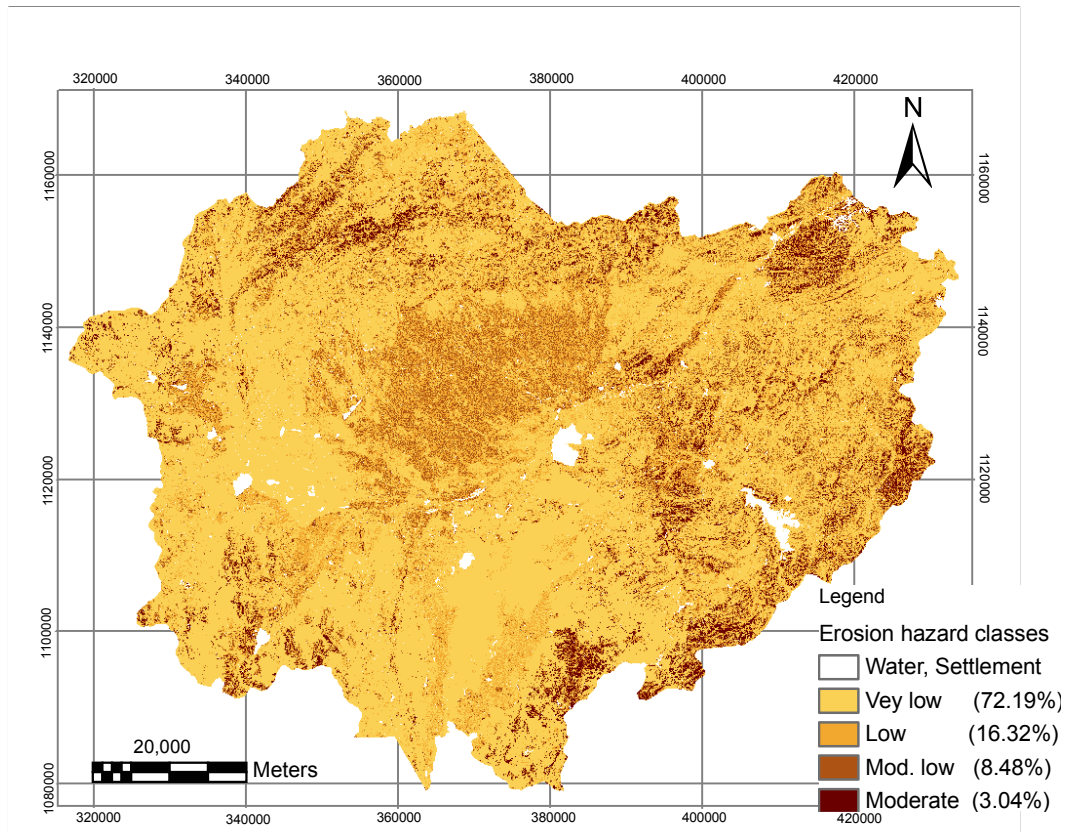 320000 340000 360000 380000 400000 420000
N
1160000 1160000
1140000 1140000
1120000 1120000
1100000
1080000
Legend
Erosion hazard classes
Water, Settlement
Vey low (72.19%)
Low (16.32%)
Mod. low (8.48%)
Moderate (3.04%)
20,000
Meters
320000 340000 360000 380000 400000 420000